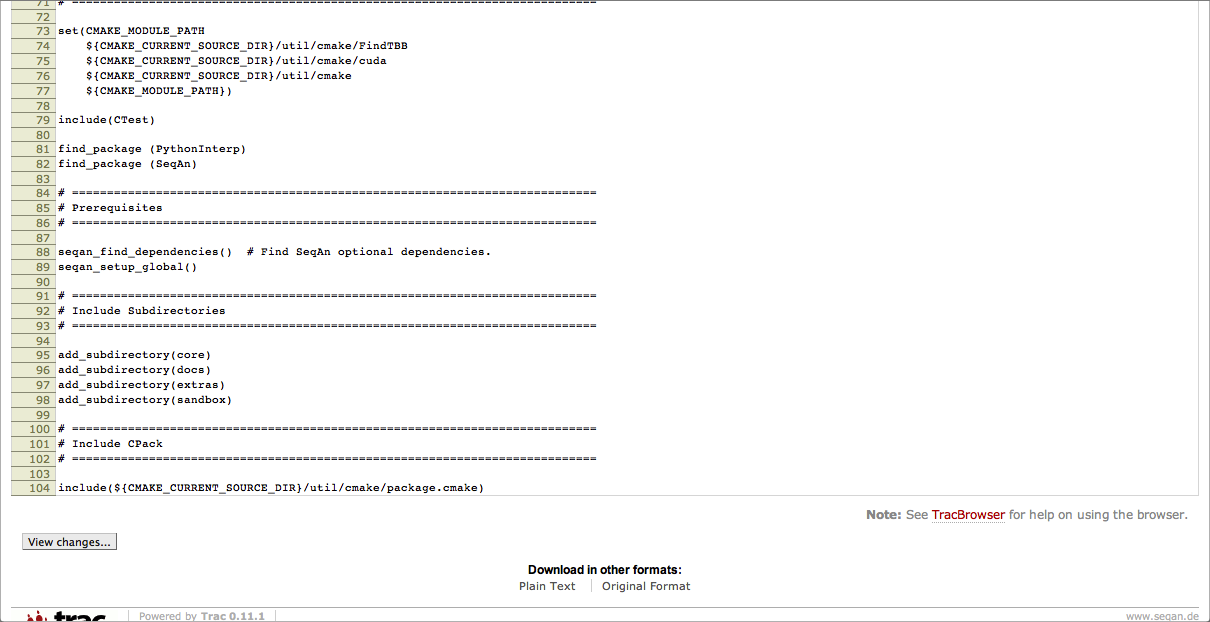 71 # ===========================================================================
72
73 set(CMAKE_MODULE_PATH
74     ${CMAKE_CURRENT_SOURCE_DIR}/util/cmake/FindTBB
75     ${CMAKE_CURRENT_SOURCE_DIR}/util/cmake/cuda
76     ${CMAKE_CURRENT_SOURCE_DIR}/util/cmake
77     ${CMAKE_MODULE_PATH})
78
79 include(CTest)
80
81 find_package (PythonInterp)
82 find_package (SeqAn)
83
84 # ===========================================================================
85 # Prerequisites
86 # ===========================================================================
87
88 seqan_find_dependencies()  # Find SeqAn optional dependencies.
89 seqan_setup_global()
90
91 # ===========================================================================
92 # Include Subdirectories
93 # ===========================================================================
94
95 add_subdirectory(core)
96 add_subdirectory(docs)
97 add_subdirectory(extras)
98 add_subdirectory(sandbox)
99
100 # ===========================================================================
101 # Include CPack
102 # ===========================================================================
103
104 include(${CMAKE_CURRENT_SOURCE_DIR}/util/cmake/package.cmake)
Note: See TracBrowser for help on using the browser.
View changes...
Download in other formats:
Plain Text Original Format
trac Powered by Trac 0.11.1 www.seqan.de